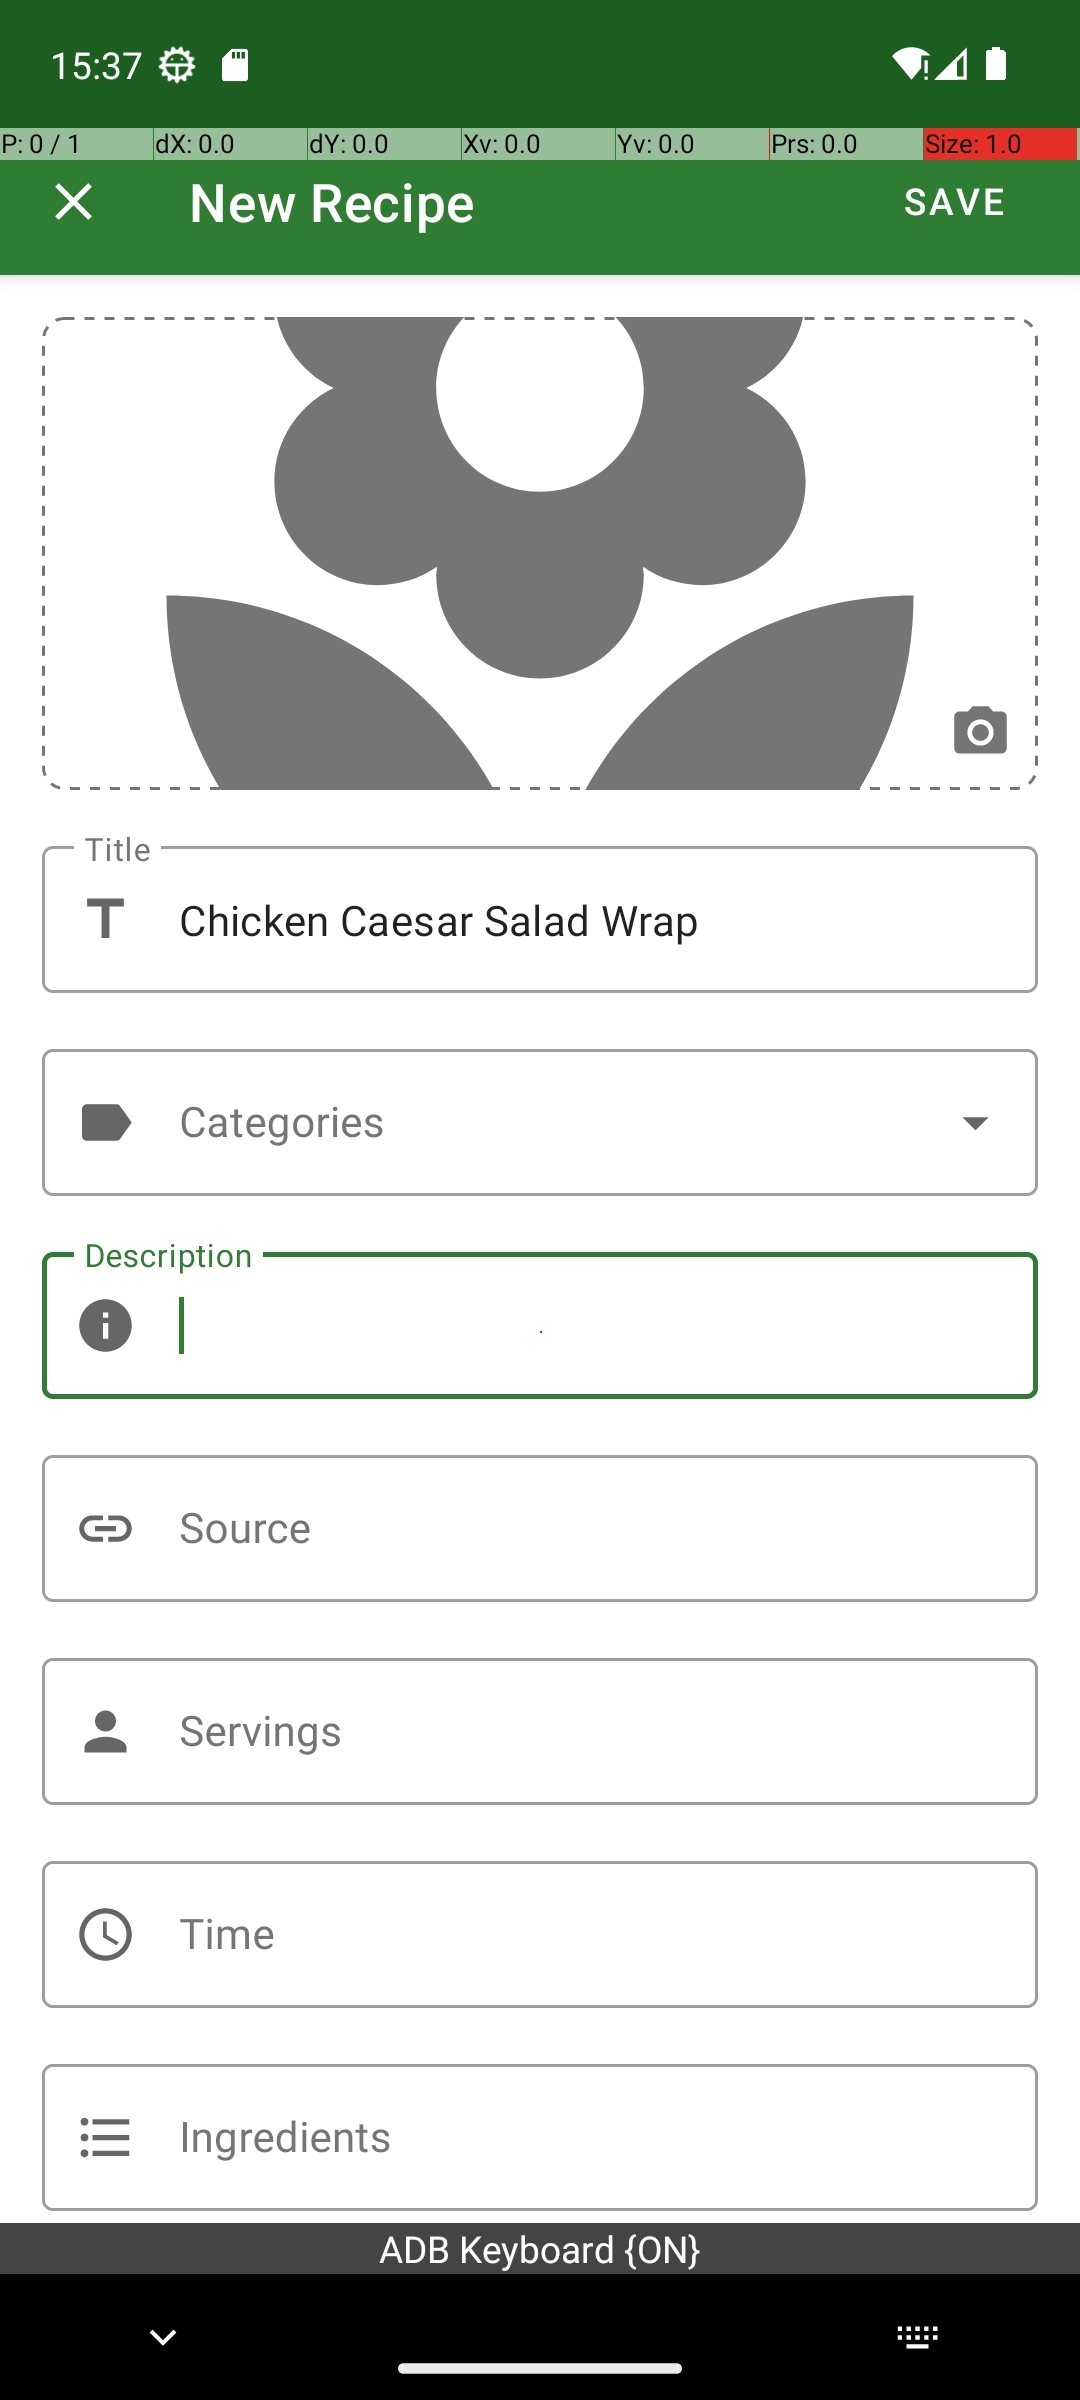 15:37
P: 0 / 1 dX: 0.0 dY: 0.0 Xv: 0.0 Yv: 0.0 Prs: 0.0 Size: 1.0
New Recipe SAVE
Title
Chicken Caesar Salad Wrap
Categories
Description
Source
Servings
Time
Ingredients
ADB Keyboard {ON}